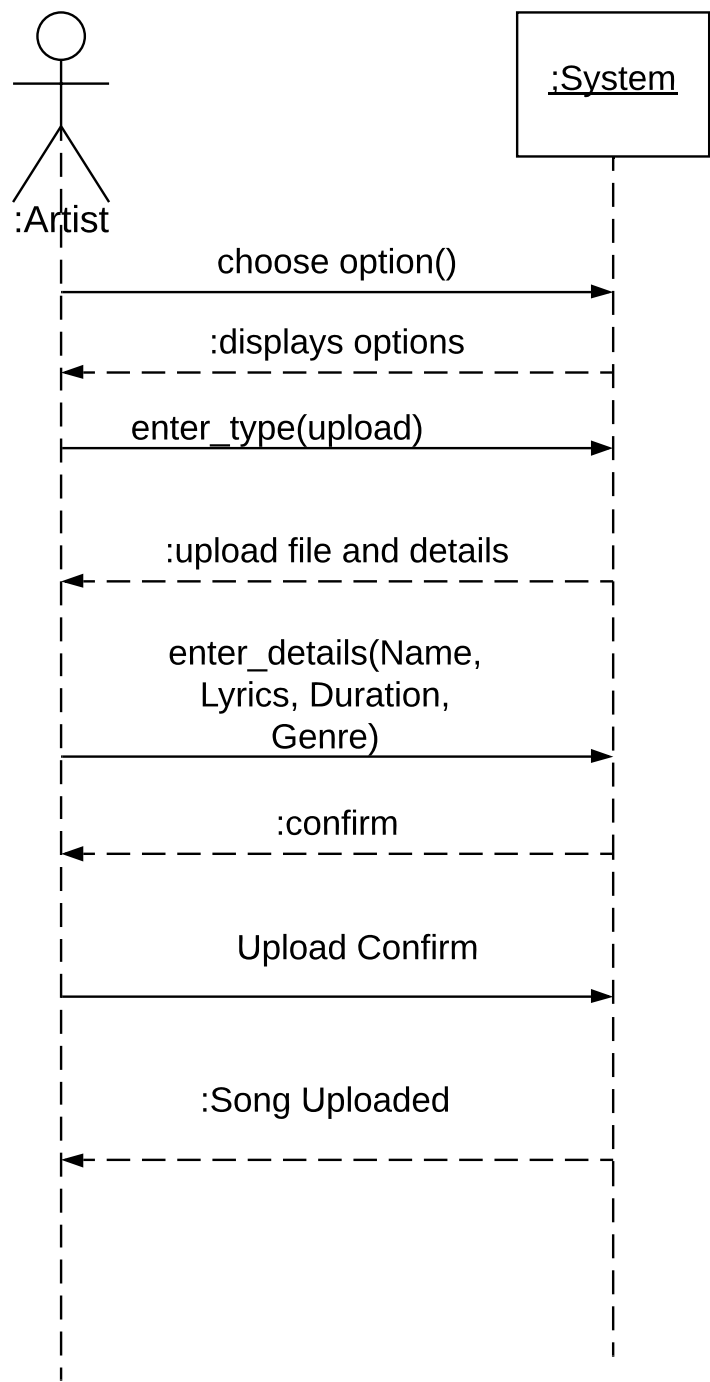 ;System
:Artist
choose option()
:displays options
enter_type(upload)
:upload file and details
enter_details(Name,
Lyrics, Duration,
Genre)
:confirm
Upload Confirm
:Song Uploaded